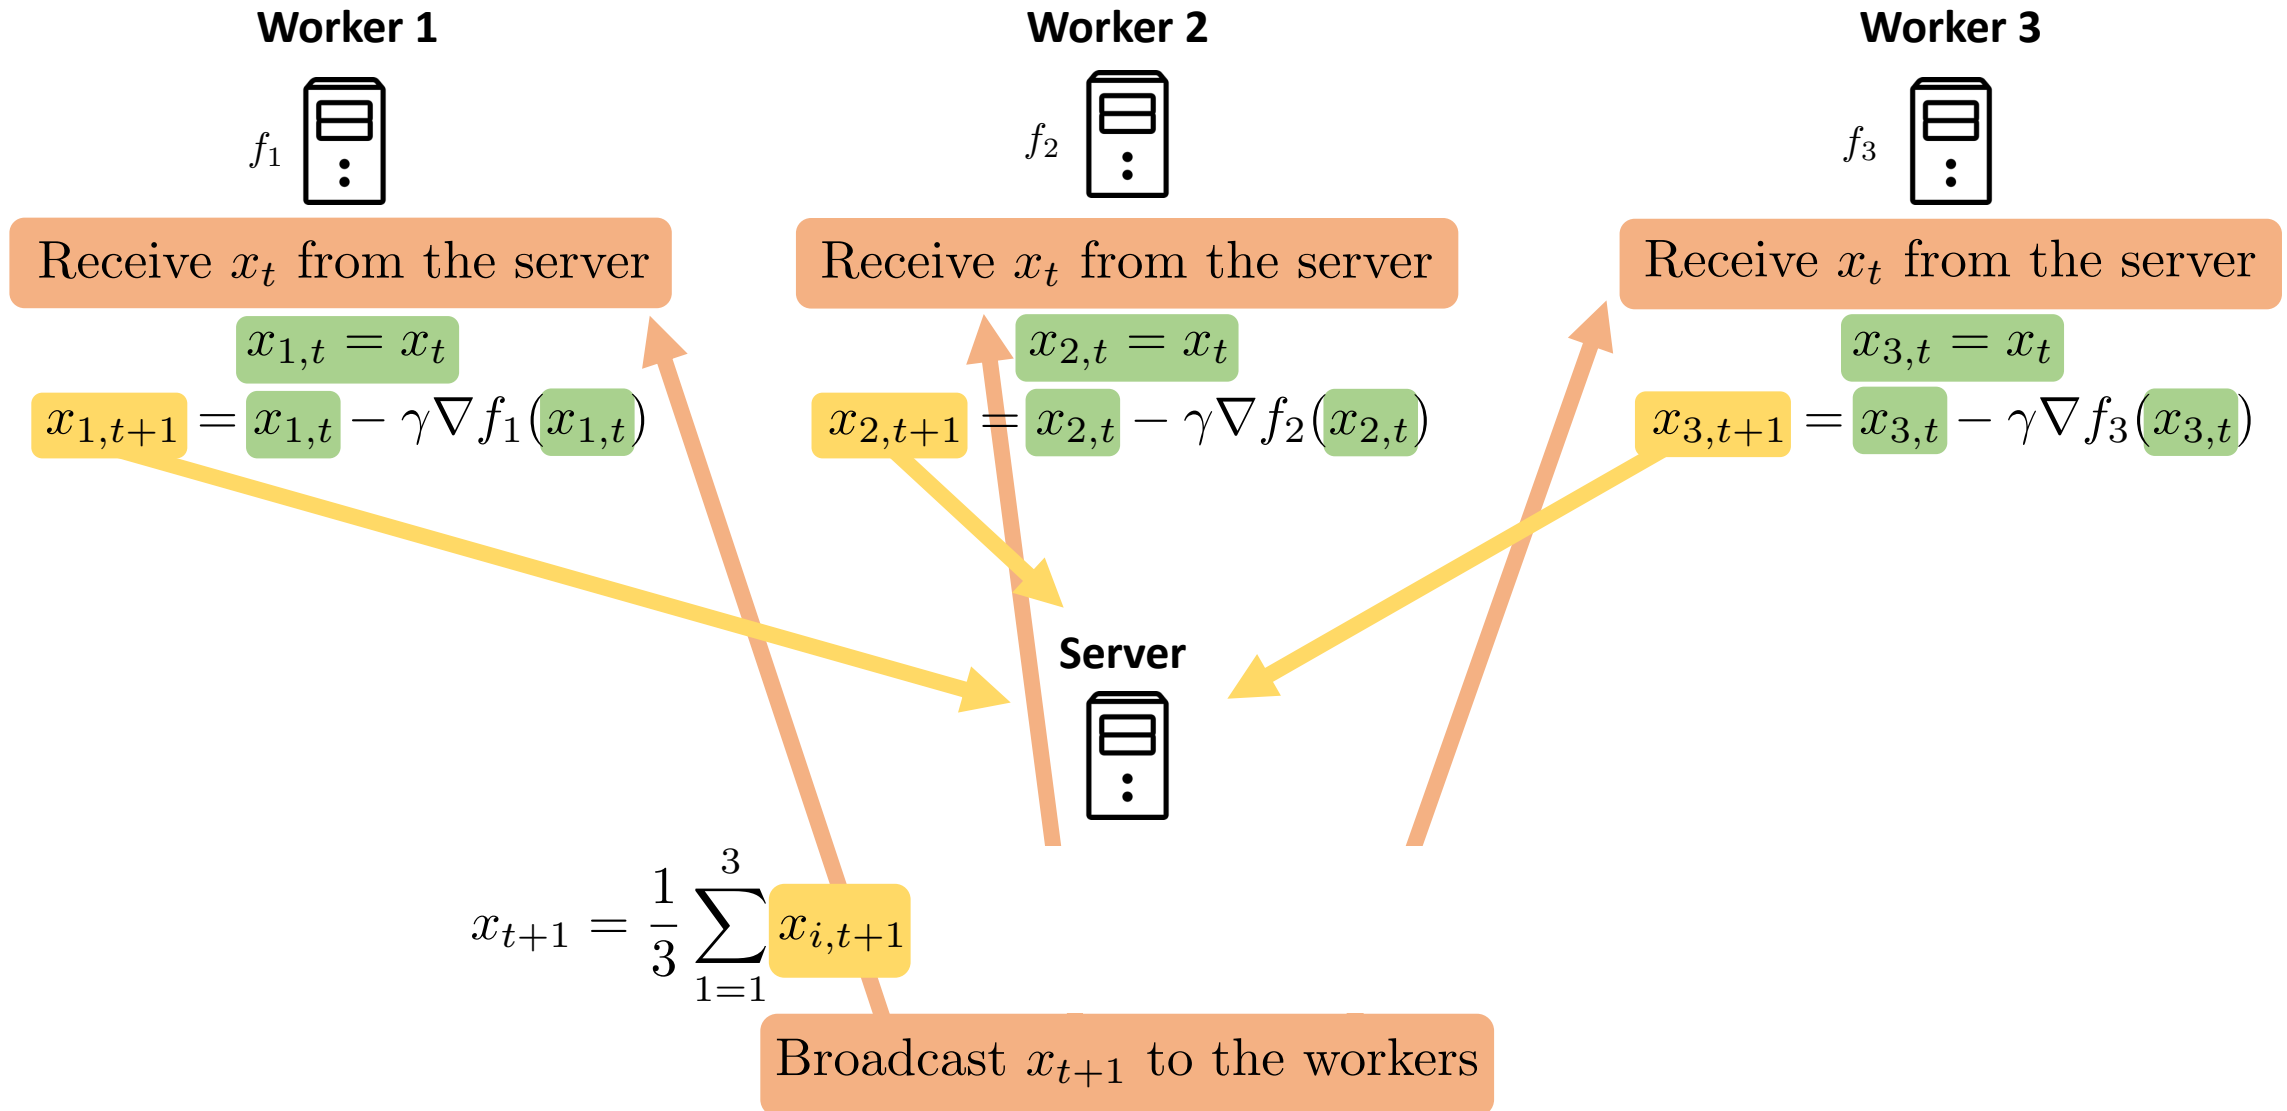 Worker 1
f_1
Receive x_t from the server
x_{1,t} = x_t
x_{1,t+1} = x_{1,t} − γ∇f_1(x_{1,t})
Worker 2
f_2
Receive x_t from the server
x_{2,t} = x_t
x_{2,t+1} = x_{2,t} − γ∇f_2(x_{2,t})
Worker 3
f_3
Receive x_t from the server
x_{3,t} = x_t
x_{3,t+1} = x_{3,t} − γ∇f_3(x_{3,t})
Server
x_{t+1} = \frac{1}{3} \sum_{1=1}^{3} x_{i,t+1}
Broadcast x_{t+1} to the workers